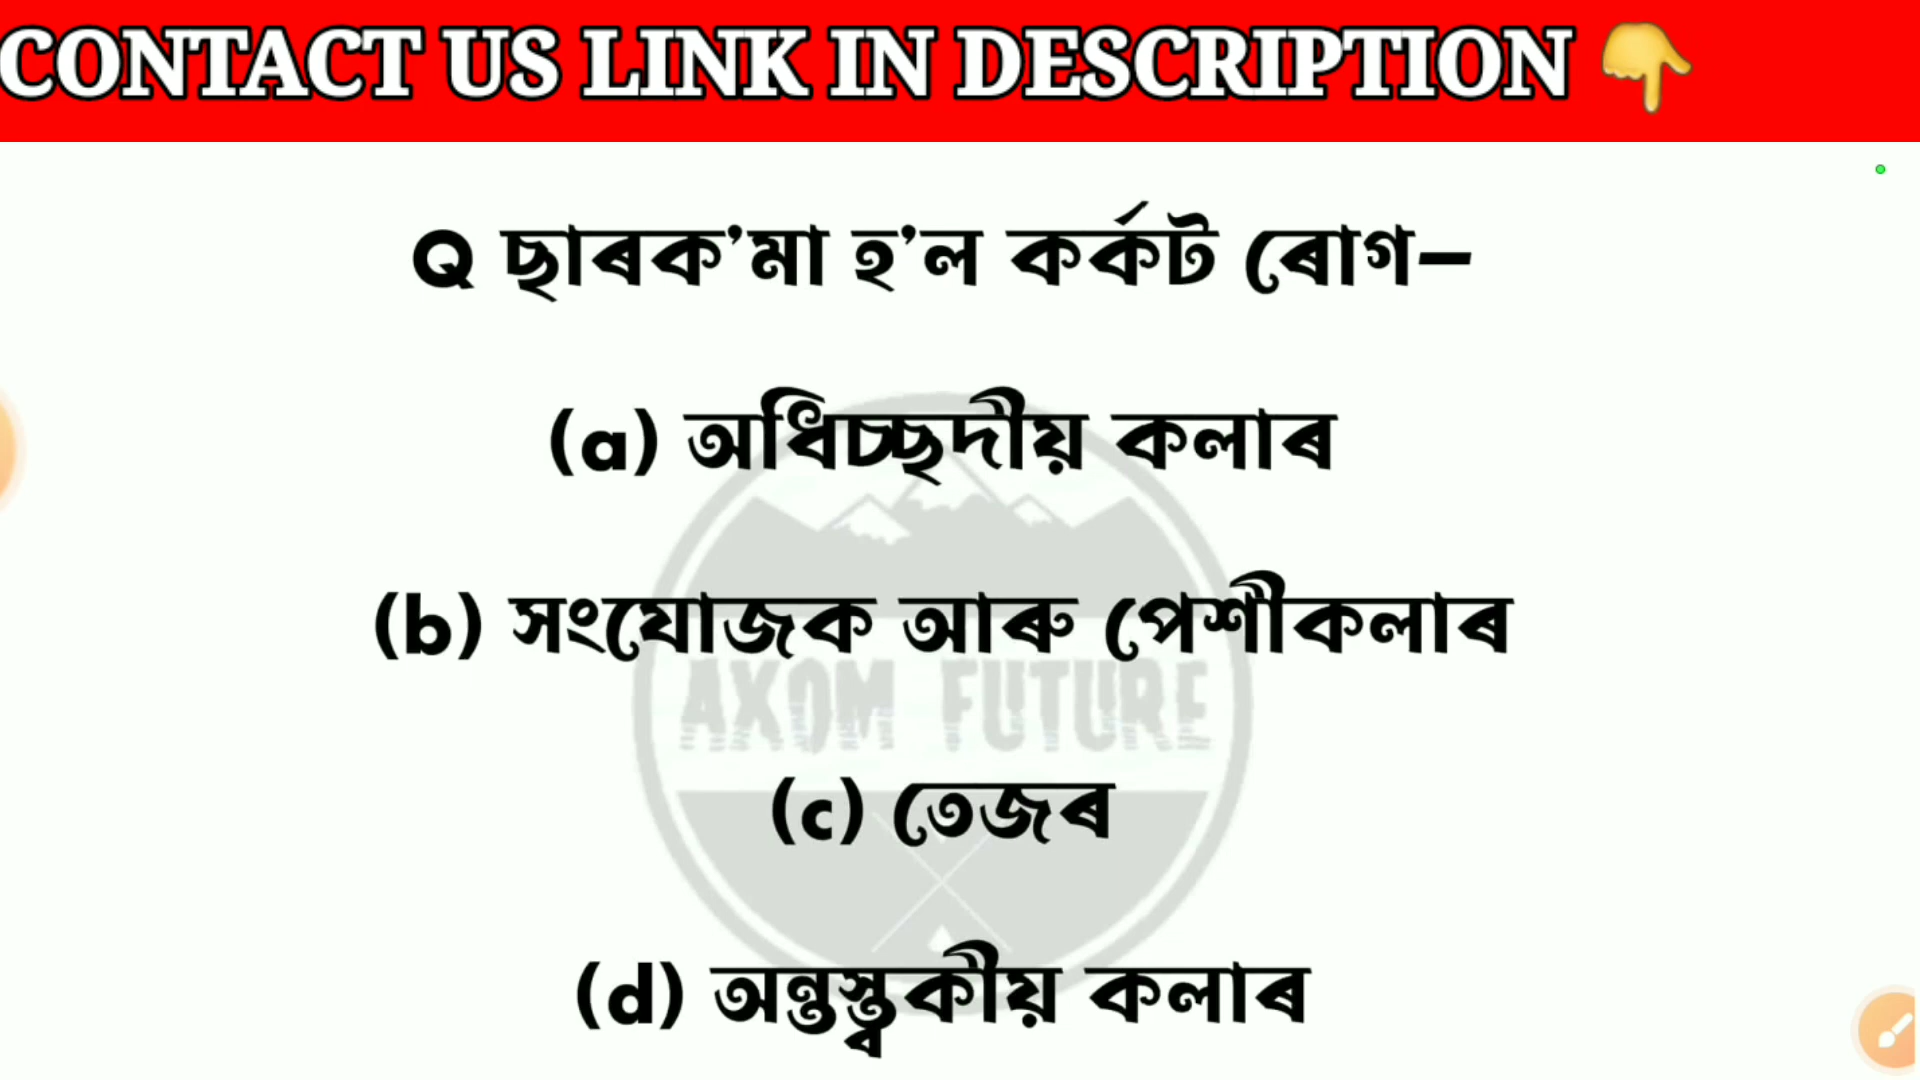 CONTACT US LINK IN DESCRIPTION 👇
Q ছাৰক’মা হ’ল কৰ্কট ৰোগ–
(a) অধিচ্ছদীয় কলাৰ
(b) সংযোজক আৰু পেশীকলাৰ
AXOM FUTURE
(c) তেজৰ
(d) অন্তস্ত্বকীয় কলাৰ